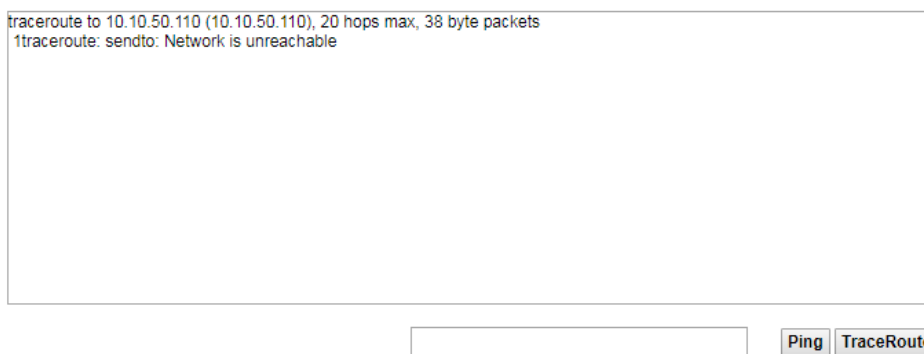 traceroute to 10.10.50.110 (10.10.50.110), 20 hops max, 38 byte packets
1traceroute: sendto: Network is unreachable
Ping TraceRout